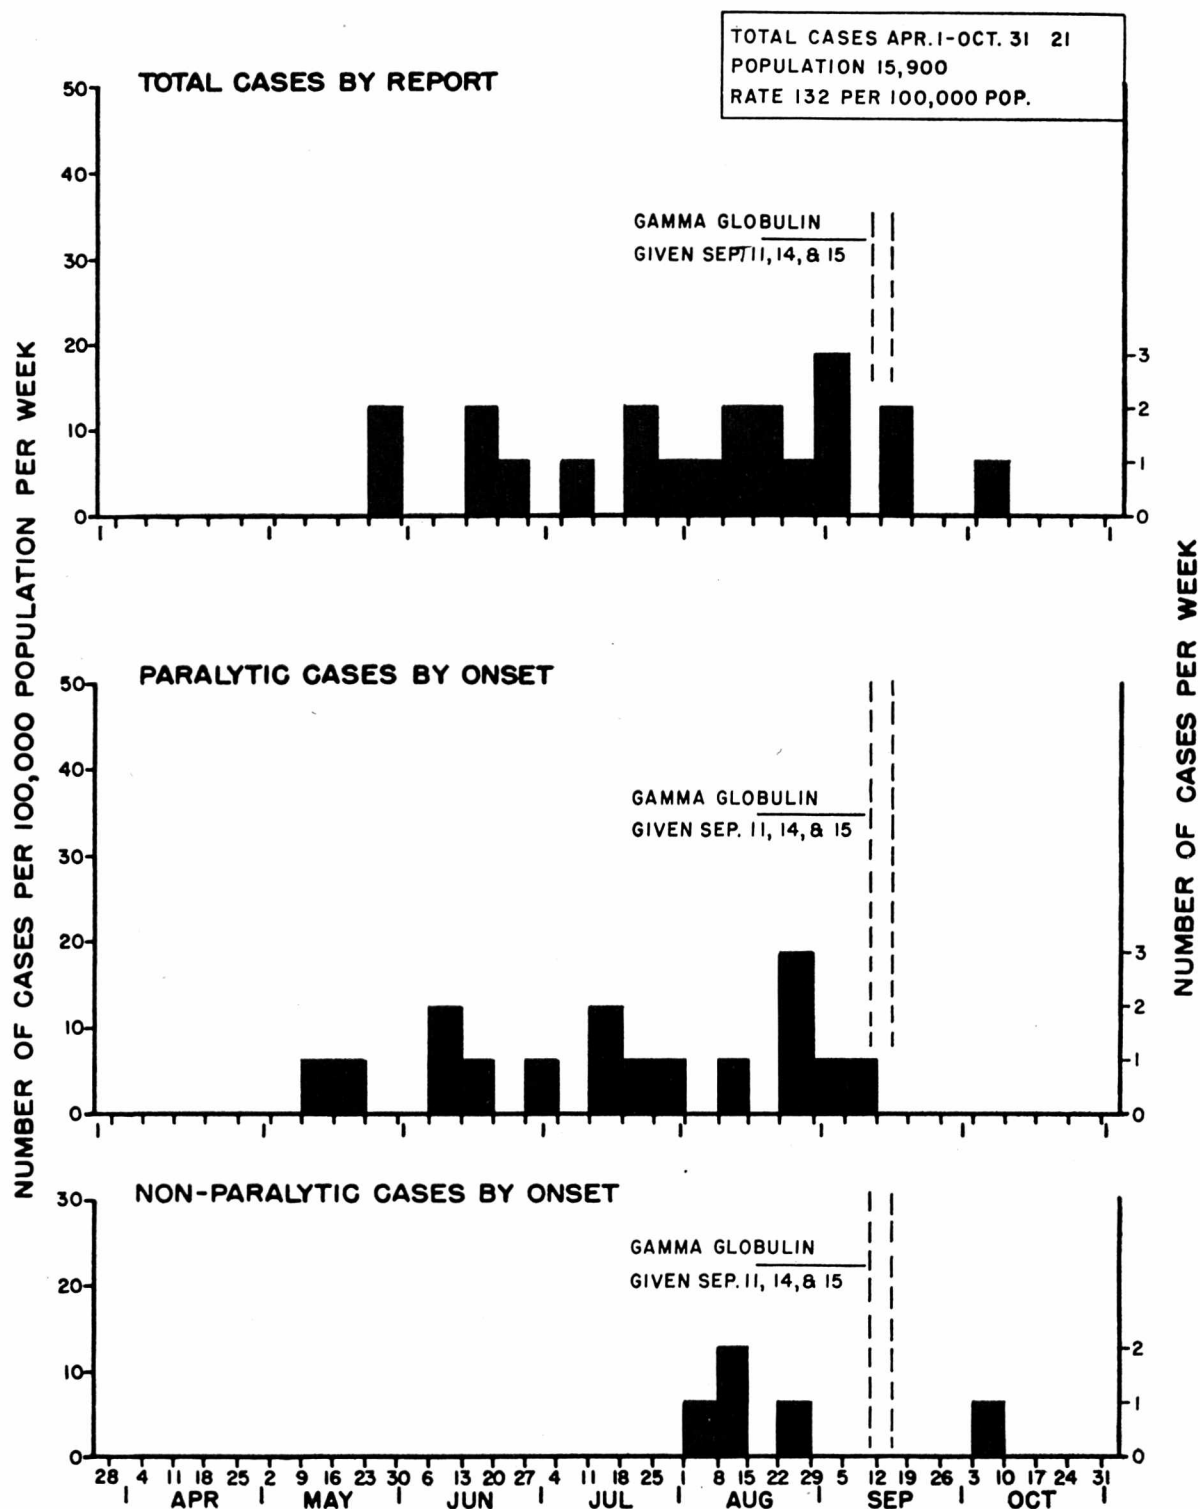 TOTAL CASES APR. 1-OCT. 31 21
POPULATION 15,900
RATE 132 PER 100,000 POP.
TOTAL CASES BY REPORT
50
40
30
20
10
0
GAMMA GLOBULIN
GIVEN SEPT 11, 14, & 15
3
2
1
0
NUMBER OF CASES PER 100,000 POPULATION PER WEEK
NUMBER OF CASES PER WEEK
PARALYTIC CASES BY ONSET
50
40
30
20
10
0
GAMMA GLOBULIN
GIVEN SEP. 11, 14, & 15
3
2
1
0
NON-PARALYTIC CASES BY ONSET
30
20
10
0
GAMMA GLOBULIN
GIVEN SEP. 11, 14, & 15
2
1
0
28 4 11 18 25 2 9 16 23 30 6 13 20 27 4 11 18 25 1 8 15 22 29 5 12 19 26 3 10 17 24 31
APR MAY JUN JUL AUG SEP OCT